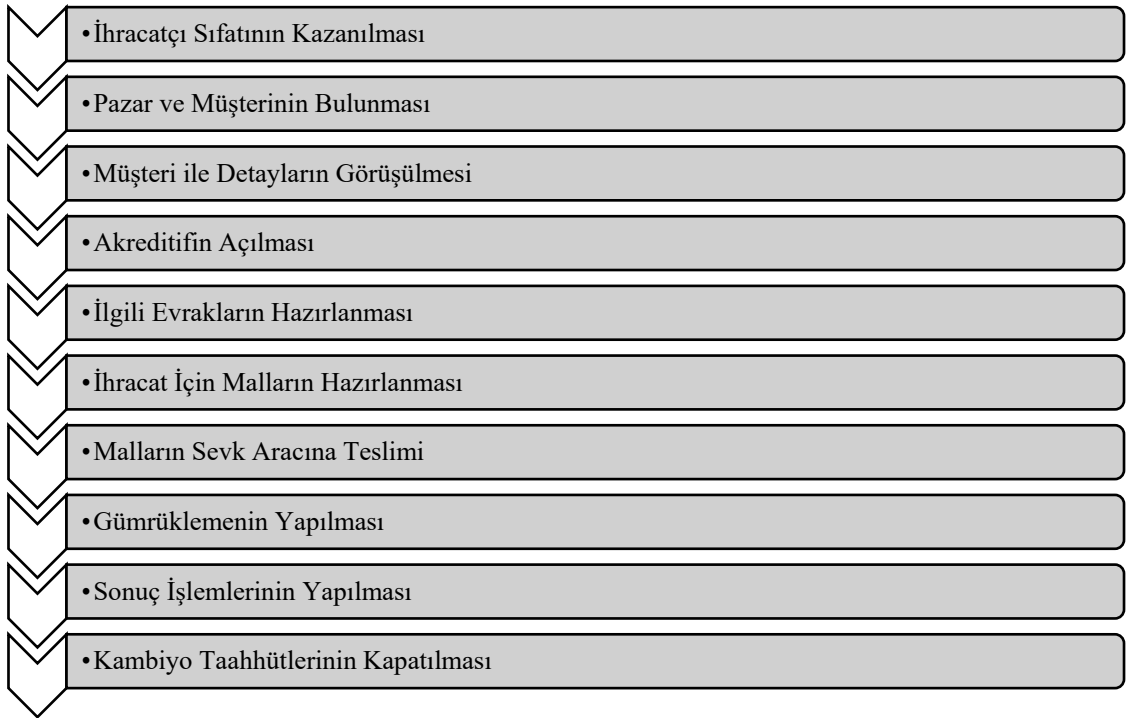 •İhracatçı Sıfatının Kazanılması
•Pazar ve Müşterinin Bulunması
•Müşteri ile Detayların Görüşülmesi
•Akreditifin Açılması
•İlgili Evrakların Hazırlanması
•İhracat İçin Malların Hazırlanması
•Malların Sevk Aracına Teslimi
•Gümrüklemenin Yapılması
•Sonuç İşlemlerinin Yapılması
•Kambiyo Taahhütlerinin Kapatılması